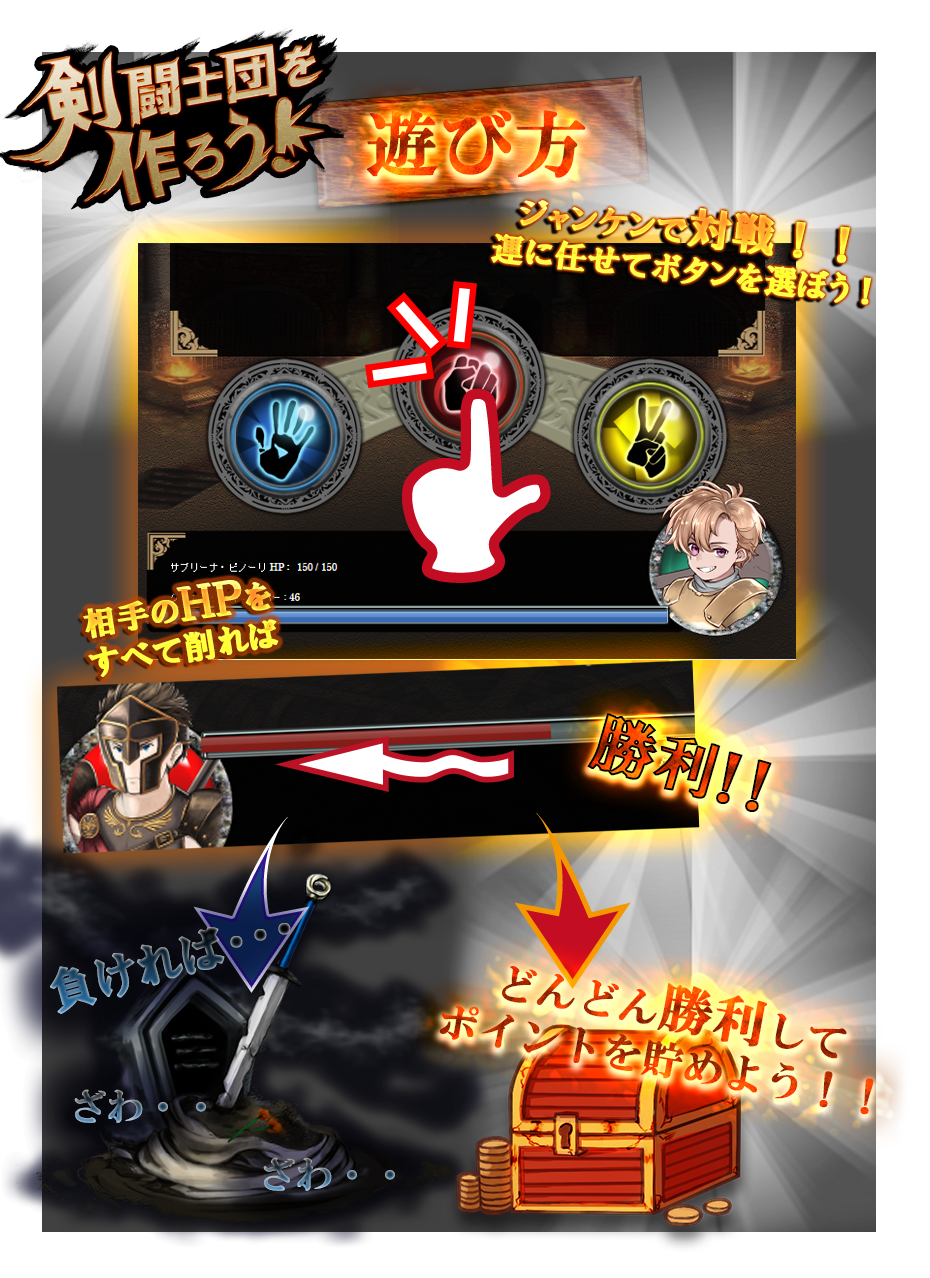 剣闘士団を
作ろう!
遊び方
ジャンケンで対戦！！
運に任せてボタンを選ぼう！
サブリーナ・ピノーリ HP： 150 / 150
ー：46
相手のHPを
すべて削れば
勝利!!
負ければ・・・
どんどん勝利して
ポイントを貯めよう！！
ざわ・・
ざわ・・